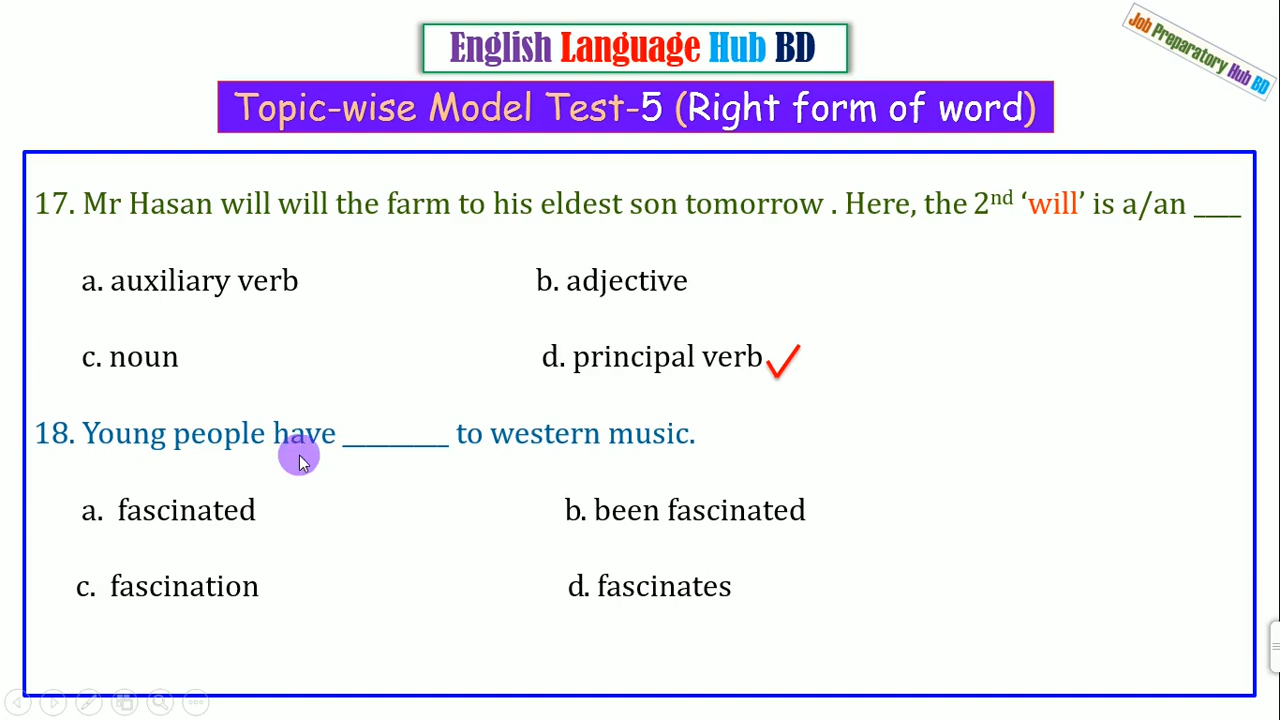 English Language Hub BD
Job Preparatory Hub BD
Topic-wise Model Test-5 (Right form of word)
17. Mr Hasan will will the farm to his eldest son tomorrow . Here, the 2nd ‘will’ is a/an ____
a. auxiliary verb b. adjective
c. noun d. principal verb
18. Young people have _________ to western music.
a. fascinated b. been fascinated
c. fascination d. fascinates